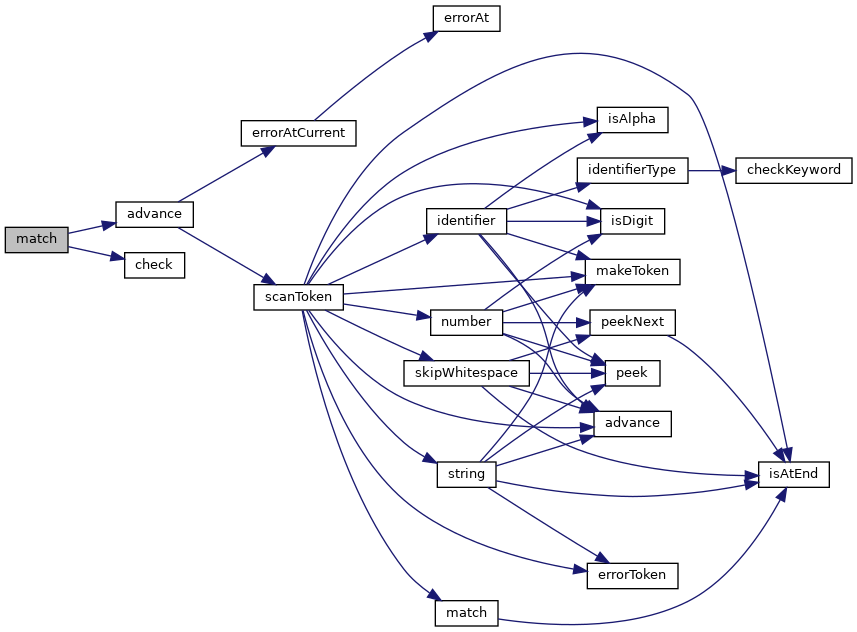 errorAt
isAlpha
errorAtCurrent
identifierType
checkKeyword
advance
identifier
isDigit
match
check
makeToken
scanToken
number
peekNext
skipWhitespace
peek
advance
string
isAtEnd
errorToken
match